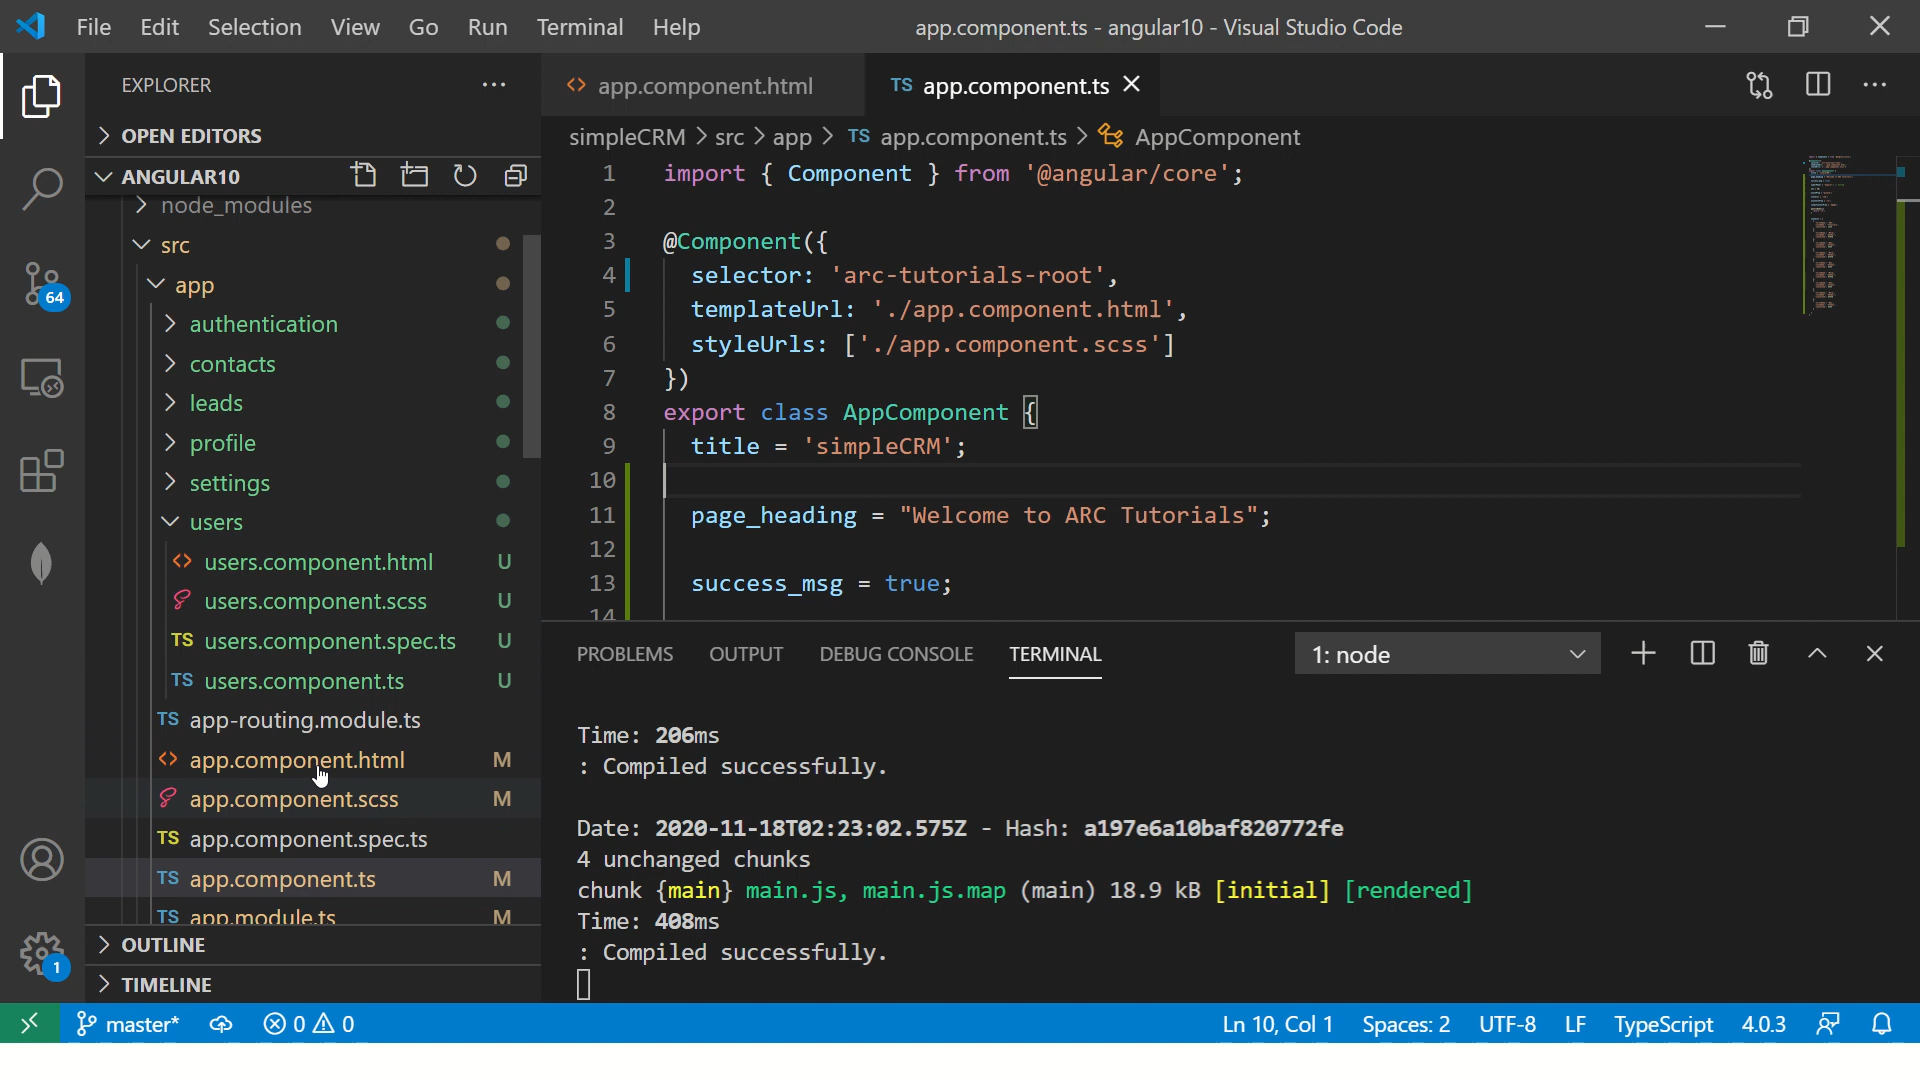 File Edit Selection View Go Run Terminal Help
app.component.ts - angular10 - Visual Studio Code
EXPLORER
OPEN EDITORS
ANGULAR10
node_modules
src
app
authentication
contacts
leads
profile
settings
users
users.component.html U
users.component.scss U
TS users.component.spec.ts U
TS users.component.ts U
TS app-routing.module.ts
app.component.html M
app.component.scss M
TS app.component.spec.ts
TS app.component.ts M
TS app.module.ts M
OUTLINE
TIMELINE
64
1
app.component.html
TS app.component.ts
simpleCRM > src > app > TS app.component.ts > AppComponent
1 import { Component } from '@angular/core';
2
3 @Component({
4 selector: 'arc-tutorials-root',
5 templateUrl: './app.component.html',
6 styleUrls: ['./app.component.scss']
7 })
8 export class AppComponent {
9 title = 'simpleCRM';
10
11 page_heading = "Welcome to ARC Tutorials";
12
13 success_msg = true;
14
PROBLEMS OUTPUT DEBUG CONSOLE TERMINAL
1: node
Time: 206ms
: Compiled successfully.
Date: 2020-11-18T02:23:02.575Z - Hash: a197e6a10baf820772fe
4 unchanged chunks
chunk {main} main.js, main.js.map (main) 18.9 kB [initial] [rendered]
Time: 408ms
: Compiled successfully.
master* 0 0
Ln 10, Col 1 Spaces: 2 UTF-8 LF TypeScript 4.0.3